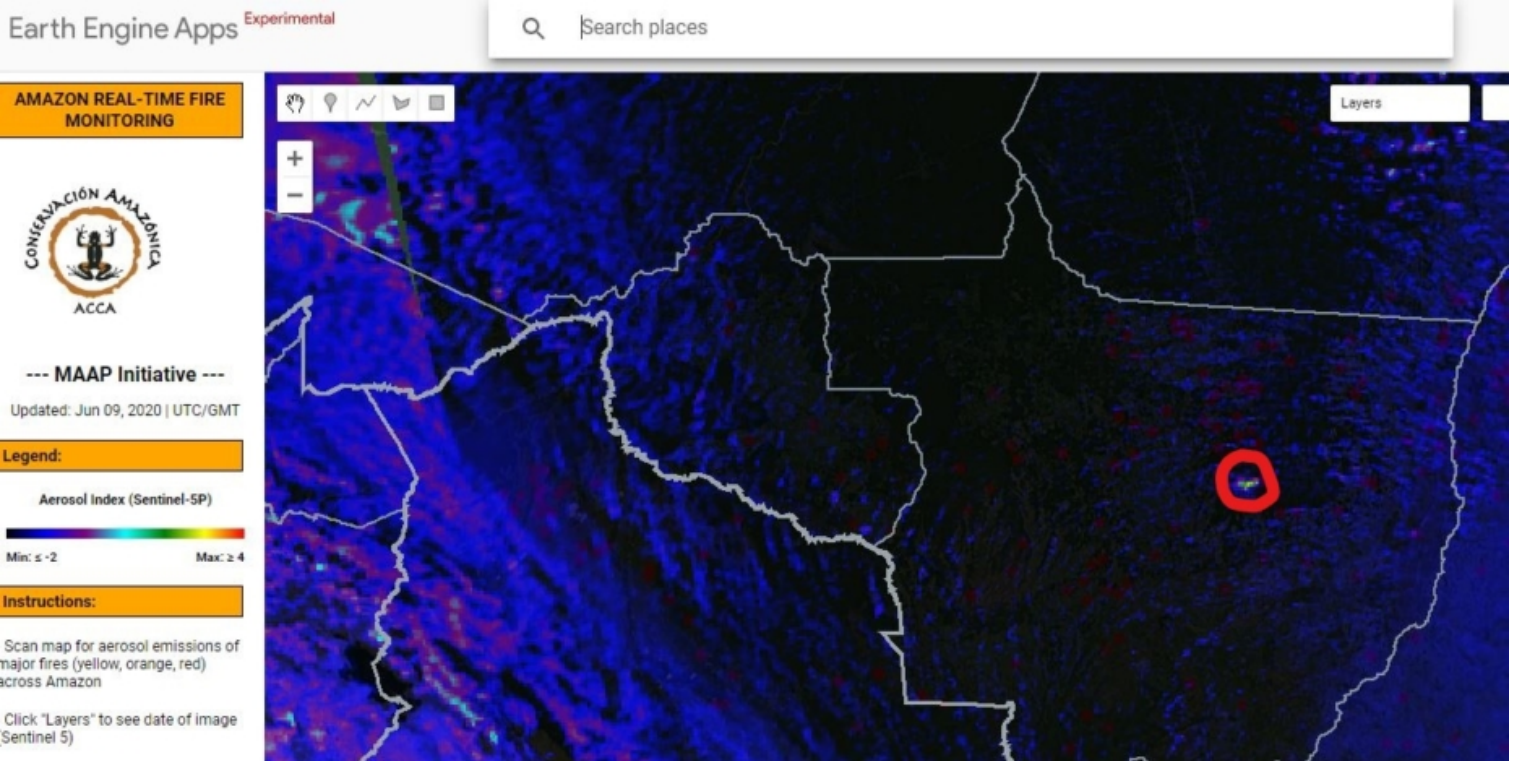 Earth Engine Apps Experimental
Search places
AMAZON REAL-TIME FIRE
MONITORING
CONSERVACIÓN AMAZÓNICA
ACCA
--- MAAP Initiative ---
Updated: Jun 09, 2020 | UTC/GMT
Legend:
Aerosol Index (Sentinel-5P)
Min: ≤ -2 Max: ≥ 4
Instructions:
Scan map for aerosol emissions of
major fires (yellow, orange, red)
across Amazon
Click "Layers" to see date of image
(Sentinel 5)
Layers